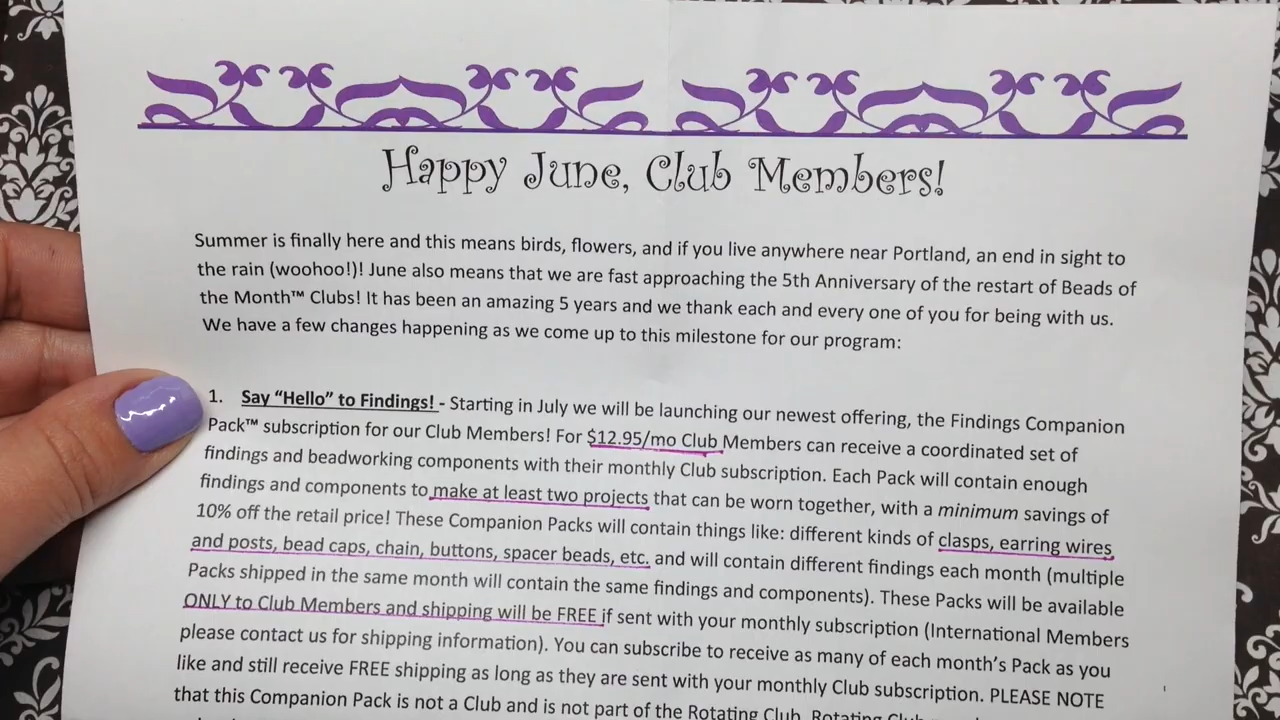 Happy June, Club Members!
Summer is finally here and this means birds, flowers, and if you live anywhere near Portland, an end in sight to
the rain (woohoo!)! June also means that we are fast approaching the 5th Anniversary of the restart of Beads of
the Month™ Clubs! It has been an amazing 5 years and we thank each and every one of you for being with us.
We have a few changes happening as we come up to this milestone for our program:
1. Say “Hello” to Findings! - Starting in July we will be launching our newest offering, the Findings Companion
Pack™ subscription for our Club Members! For $12.95/mo Club Members can receive a coordinated set of
findings and beadworking components with their monthly Club subscription. Each Pack will contain enough
findings and components to make at least two projects that can be worn together, with a minimum savings of
10% off the retail price! These Companion Packs will contain things like: different kinds of clasps, earring wires
and posts, bead caps, chain, buttons, spacer beads, etc. and will contain different findings each month (multiple
Packs shipped in the same month will contain the same findings and components). These Packs will be available
ONLY to Club Members and shipping will be FREE if sent with your monthly subscription (International Members
please contact us for shipping information). You can subscribe to receive as many of each month’s Pack as you
like and still receive FREE shipping as long as they are sent with your monthly Club subscription. PLEASE NOTE
that this Companion Pack is not a Club and is not part of the Rotating Club. Rotating Club